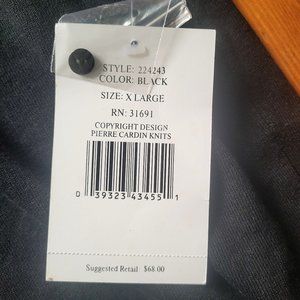 STYLE: 224243
COLOR: BLACK
SIZE: X LARGE
RN: 31691
COPYRIGHT DESIGN
PIERRE CARDIN KNITS
0 39323 43455 1
Suggested Retail $68.00